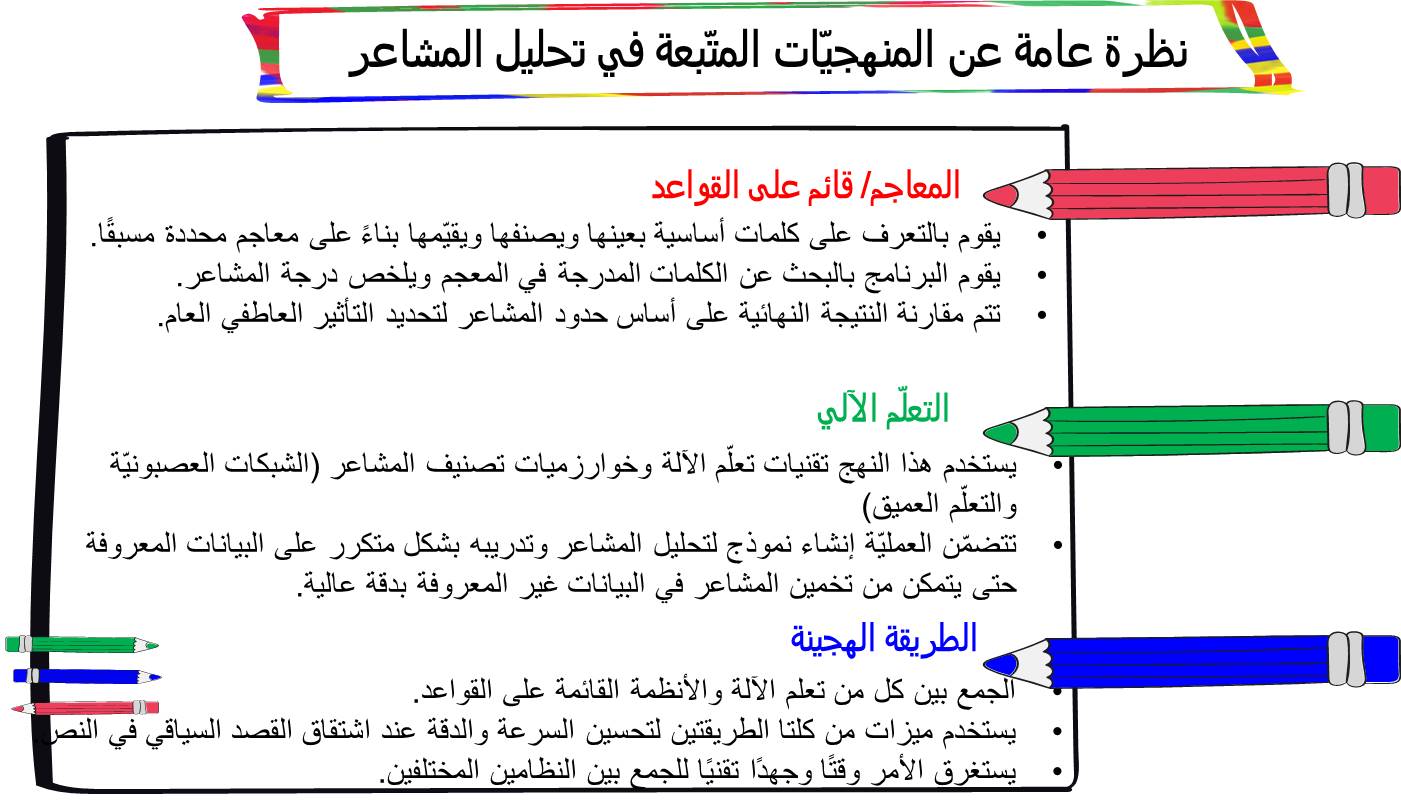 نظرة عامة عن المنهجيّات المتّبعة في تحليل المشاعر
المعاجم/ قائم على القواعد
• يقوم بالتعرف على كلمات أساسية بعينها ويصنفها ويقيّمها بناءً على معاجم محددة مسبقًا.
• يقوم البرنامج بالبحث عن الكلمات المدرجة في المعجم ويلخص درجة المشاعر.
• تتم مقارنة النتيجة النهائية على أساس حدود المشاعر لتحديد التأثير العاطفي العام.
التعلّم الآلي
• يستخدم هذا النهج تقنيات تعلّم الآلة وخوارزميات تصنيف المشاعر (الشبكات العصبونيّة
والتعلّم العميق)
• تتضمّن العمليّة إنشاء نموذج لتحليل المشاعر وتدريبه بشكل متكرر على البيانات المعروفة
حتى يتمكن من تخمين المشاعر في البيانات غير المعروفة بدقة عالية.
الطريقة الهجينة
• الجمع بين كل من تعلم الآلة والأنظمة القائمة على القواعد.
• يستخدم ميزات من كلتا الطريقتين لتحسين السرعة والدقة عند اشتقاق القصد السياقي في النص.
• يستغرق الأمر وقتًا وجهدًا تقنيًا للجمع بين النظامين المختلفين.